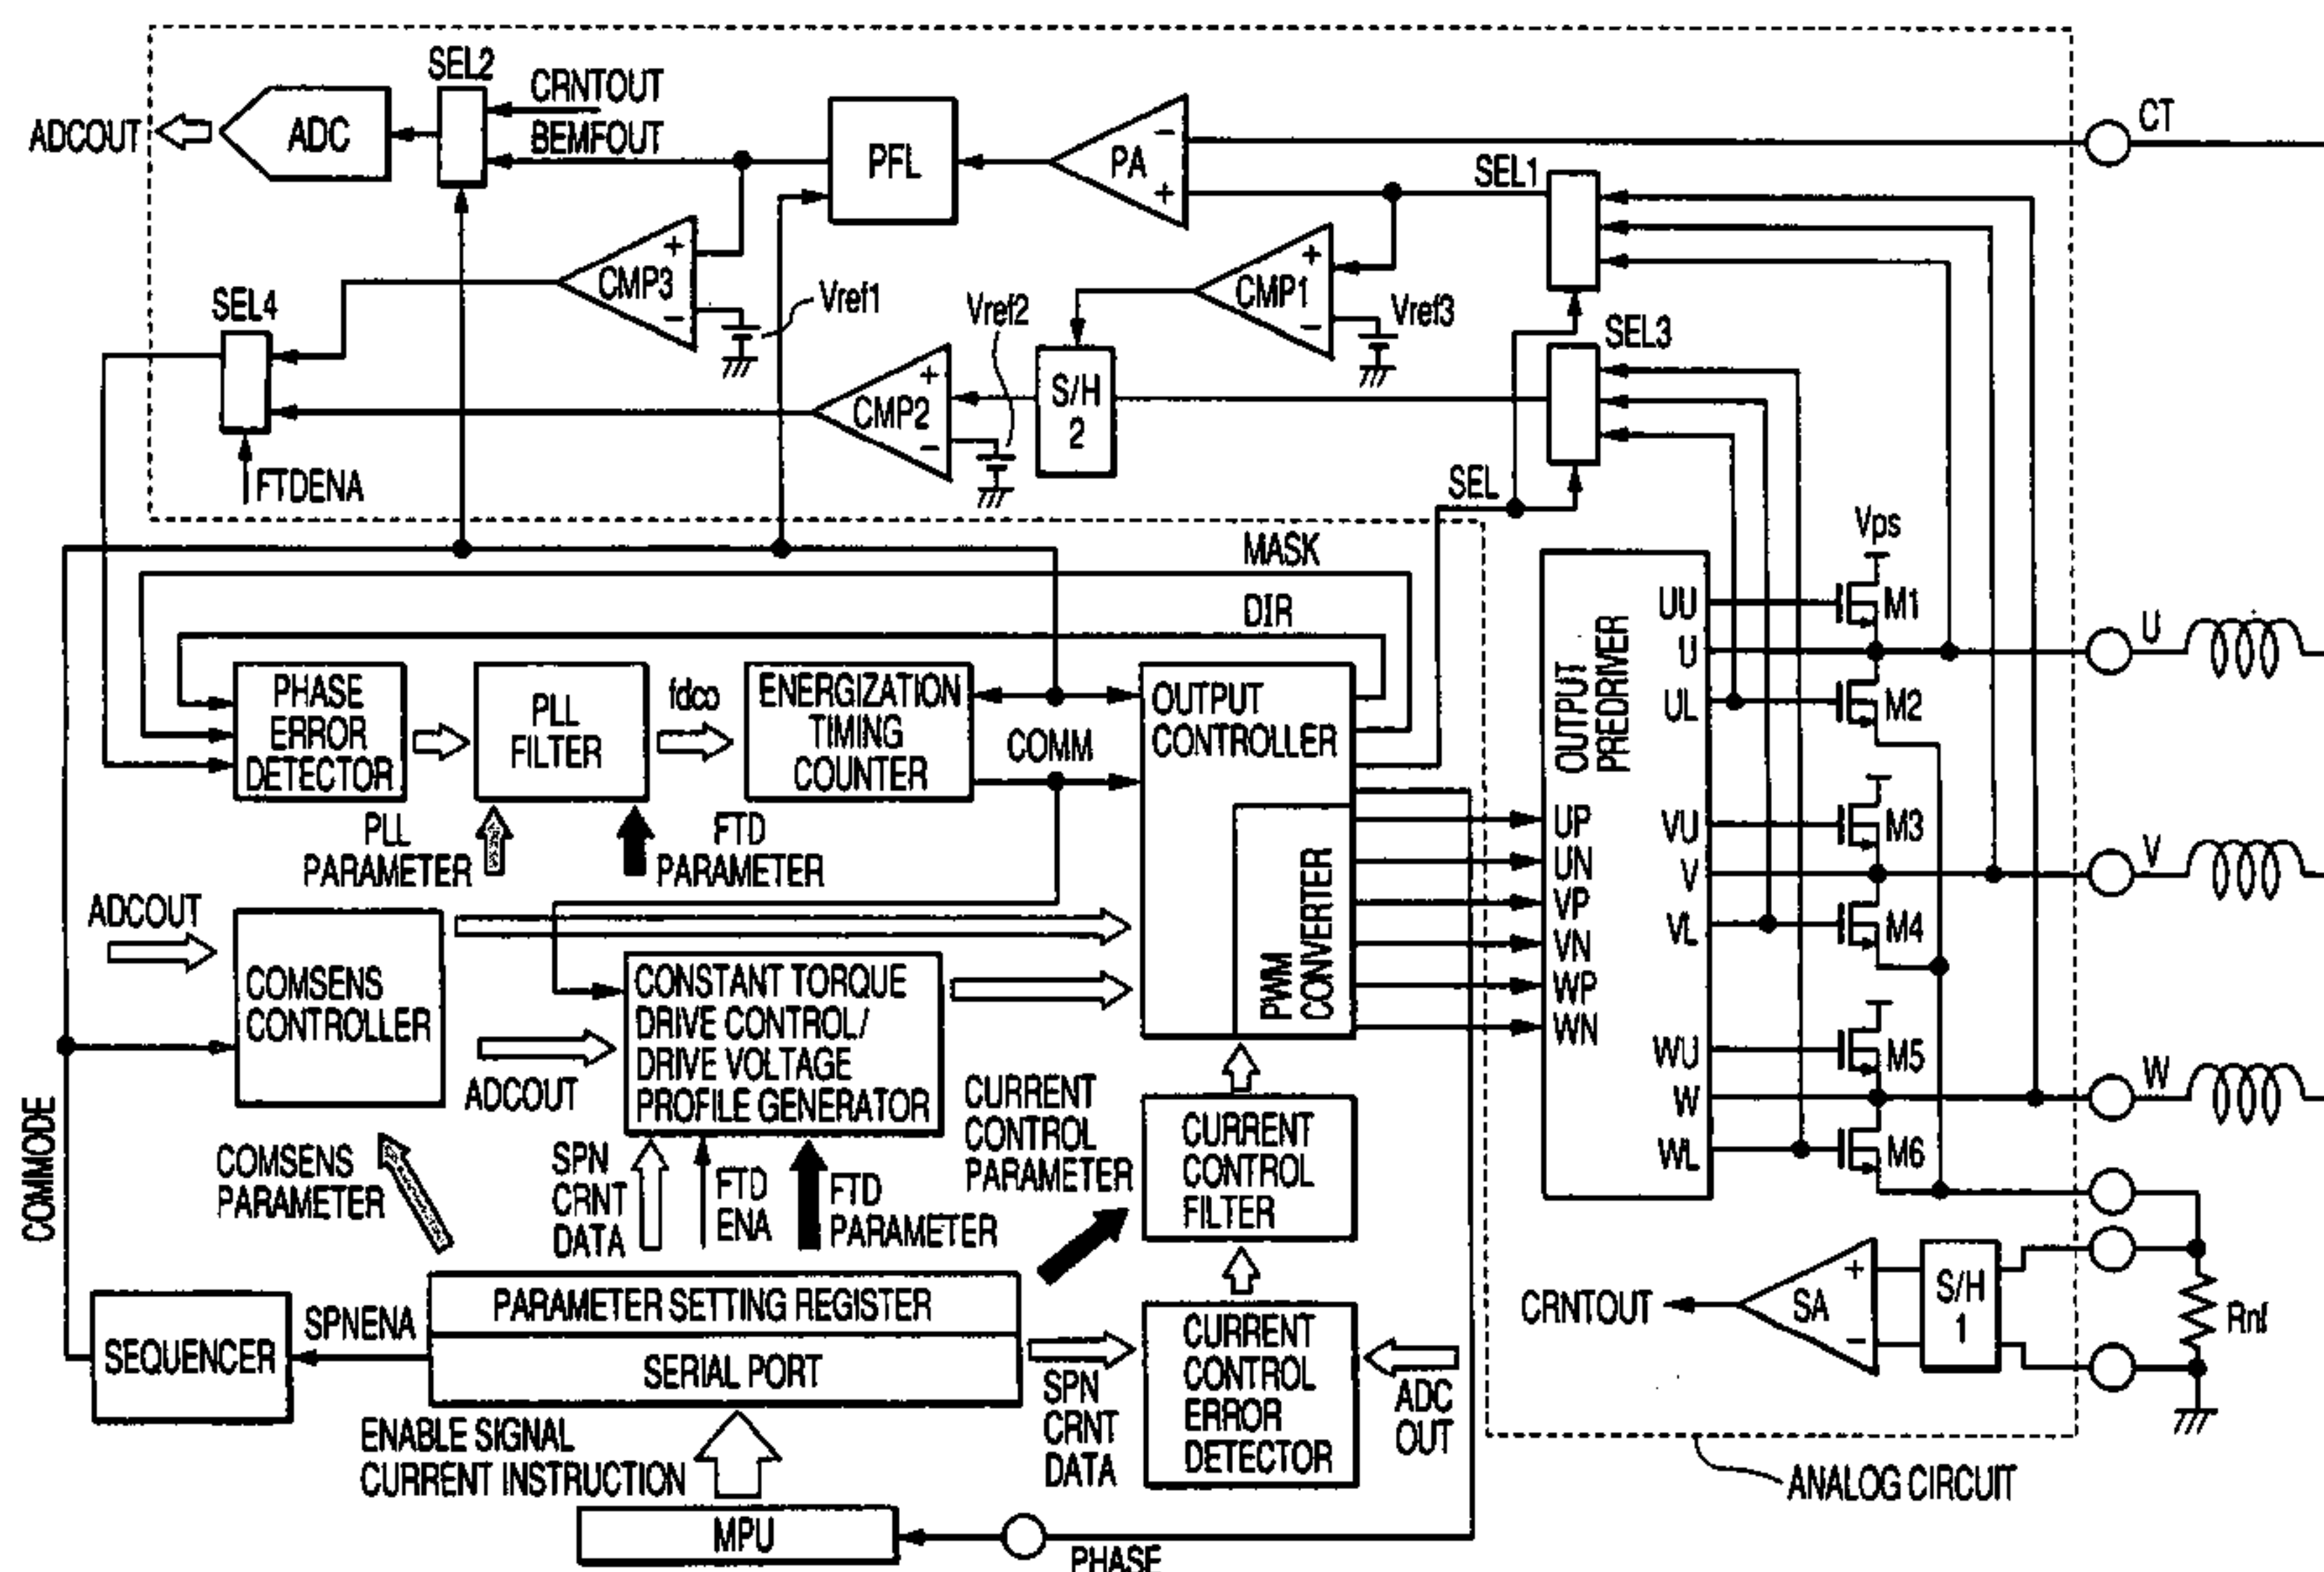 SEL2
CRNTOUT
ADCOUT
ADC
BEMFOUT
PFL
PA
−
+
CT
SEL1
SEL4
CMP3
+
−
Vref1
Vref2
CMP1
+
−
Vref3
SEL3
CMP2
+
−
S/H
2
FTDENA
SEL
MASK
DIR
Vps
PHASE
ERROR
DETECTOR
PLL
FILTER
fdco
ENERGIZATION
TIMING
COUNTER
COMM
OUTPUT
CONTROLLER
OUTPUT
PREDRIVER
UU
U
UL
M1
M2
U
PLL
PARAMETER
FTD
PARAMETER
PWM
CONVERTER
UP
UN
VP
VN
WP
WN
VU
V
VL
M3
M4
V
ADCOUT
COMSENS
CONTROLLER
ADCOUT
CONSTANT TORQUE
DRIVE CONTROL/
DRIVE VOLTAGE
PROFILE GENERATOR
WU
W
WL
M5
M6
W
COMMODE
COMSENS
PARAMETER
SPN
CRNT
DATA
FTD
ENA
FTD
PARAMETER
CURRENT
CONTROL
PARAMETER
CURRENT
CONTROL
FILTER
SEQUENCER
SPNENA
PARAMETER SETTING REGISTER
SERIAL PORT
SPN
CRNT
DATA
CURRENT
CONTROL
ERROR
DETECTOR
ADC
OUT
CRNTOUT
SA
+
−
S/H
1
Rnf
ENABLE SIGNAL
CURRENT INSTRUCTION
MPU
PHASE
ANALOG CIRCUIT